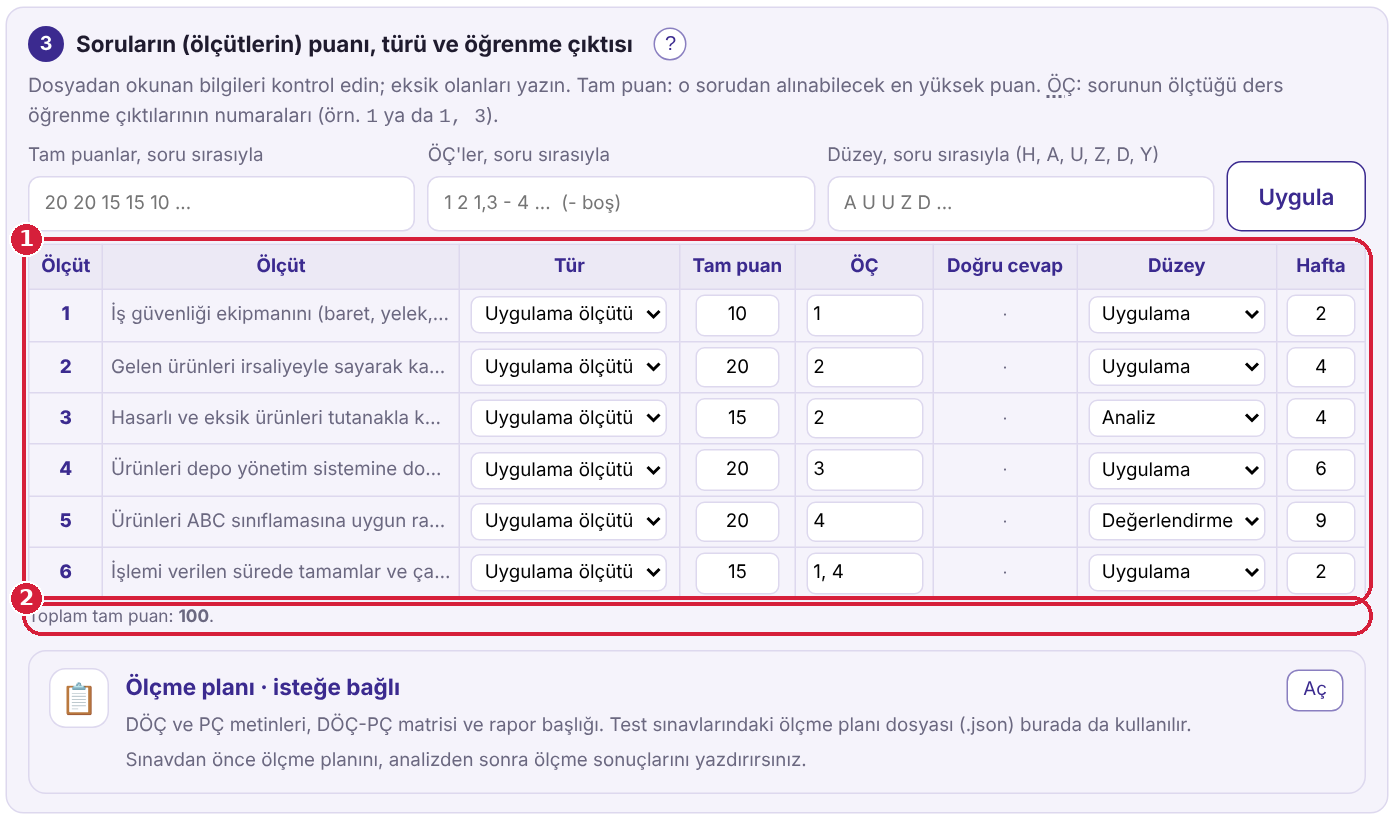 3 Soruların (ölçütlerin) puanı, türü ve öğrenme çıktısı ?
Dosyadan okunan bilgileri kontrol edin; eksik olanları yazın. Tam puan: o sorudan alınabilecek en yüksek puan. ÖÇ: sorunun ölçtüğü ders
öğrenme çıktılarının numaraları (örn. 1 ya da 1, 3).
Tam puanlar, soru sırasıyla ÖÇ'ler, soru sırasıyla Düzey, soru sırasıyla (H, A, U, Z, D, Y)
20 20 15 15 10 ... 1 2 1,3 - 4 ... (- boş) A U U Z D ... Uygula
1
Ölçüt Ölçüt Tür Tam puan ÖÇ Doğru cevap Düzey Hafta
1 İş güvenliği ekipmanını (baret, yelek,... Uygulama ölçütü 10 1 · Uygulama 2
2 Gelen ürünleri irsaliyeyle sayarak ka... Uygulama ölçütü 20 2 · Uygulama 4
3 Hasarlı ve eksik ürünleri tutanakla k... Uygulama ölçütü 15 2 · Analiz 4
4 Ürünleri depo yönetim sistemine do... Uygulama ölçütü 20 3 · Uygulama 6
5 Ürünleri ABC sınıflamasına uygun ra... Uygulama ölçütü 20 4 · Değerlendirme 9
6 İşlemi verilen sürede tamamlar ve ça... Uygulama ölçütü 15 1, 4 · Uygulama 2
2
Toplam tam puan: 100.
Ölçme planı · isteğe bağlı Aç
DÖÇ ve PÇ metinleri, DÖÇ-PÇ matrisi ve rapor başlığı. Test sınavlarındaki ölçme planı dosyası (.json) burada da kullanılır.
Sınavdan önce ölçme planını, analizden sonra ölçme sonuçlarını yazdırırsınız.